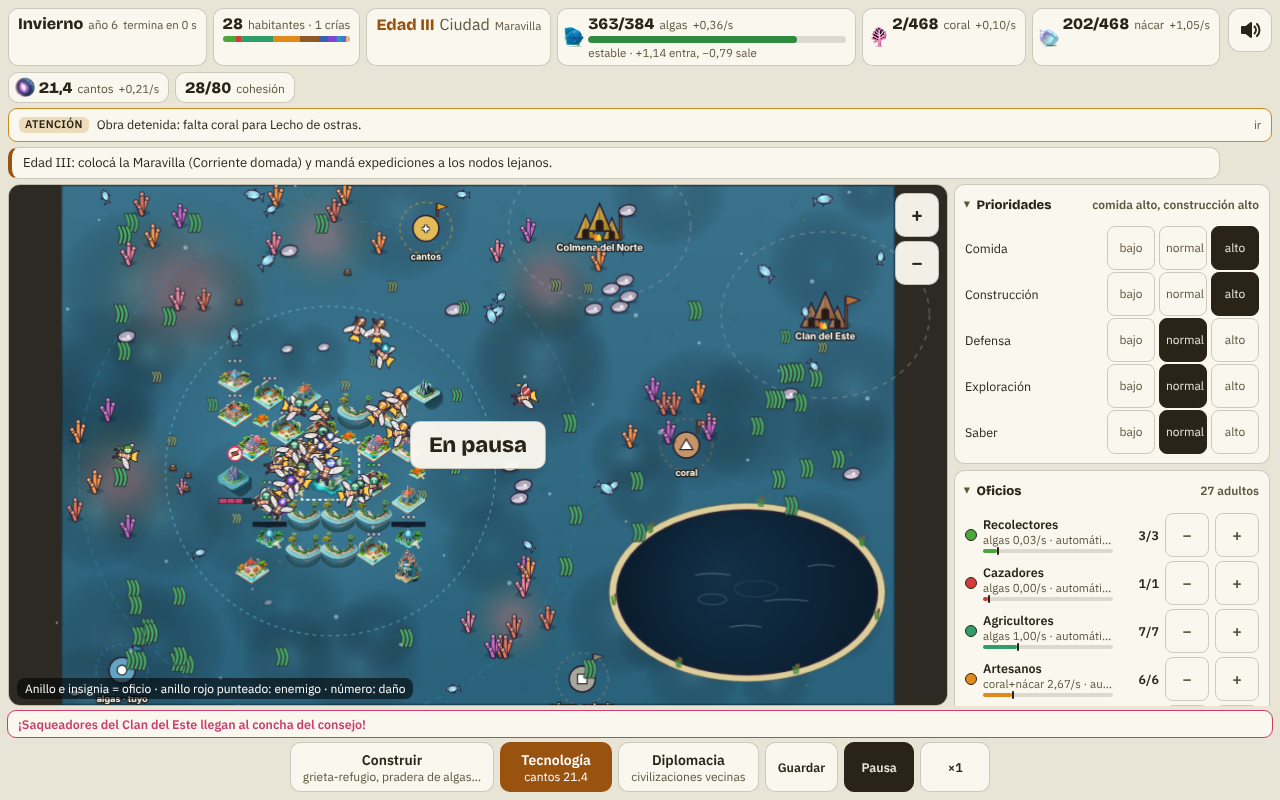 Invierno año 6 termina en 0 s
28 habitantes · 1 crías
Edad III Ciudad Maravilla
363/384 algas +0,36/s
estable · +1,14 entra, −0,79 sale
2/468 coral +0,10/s
202/468 nácar +1,05/s
21,4 cantos +0,21/s
28/80 cohesión
ATENCIÓN Obra detenida: falta coral para Lecho de ostras. ir
Edad III: colocá la Maravilla (Corriente domada) y mandá expediciones a los nodos lejanos.
+
−
cantos
Colmena del Norte
Clan del Este
En pausa
coral
algas · tuyo
Anillo e insignia = oficio · anillo rojo punteado: enemigo · número: daño
▼ Prioridades comida alto, construcción alto
Comida bajo normal alto
Construcción bajo normal alto
Defensa bajo normal alto
Exploración bajo normal alto
Saber bajo normal alto
▼ Oficios 27 adultos
Recolectores
algas 0,03/s · automáti...
3/3 − +
Cazadores
algas 0,00/s · automáti...
1/1 − +
Agricultores
algas 1,00/s · automáti...
7/7 − +
Artesanos
coral+nácar 2,67/s · au...
6/6 − +
¡Saqueadores del Clan del Este llegan al concha del consejo!
Construir
grieta-refugio, pradera de algas...
Tecnología
cantos 21.4
Diplomacia
civilizaciones vecinas
Guardar
Pausa
×1